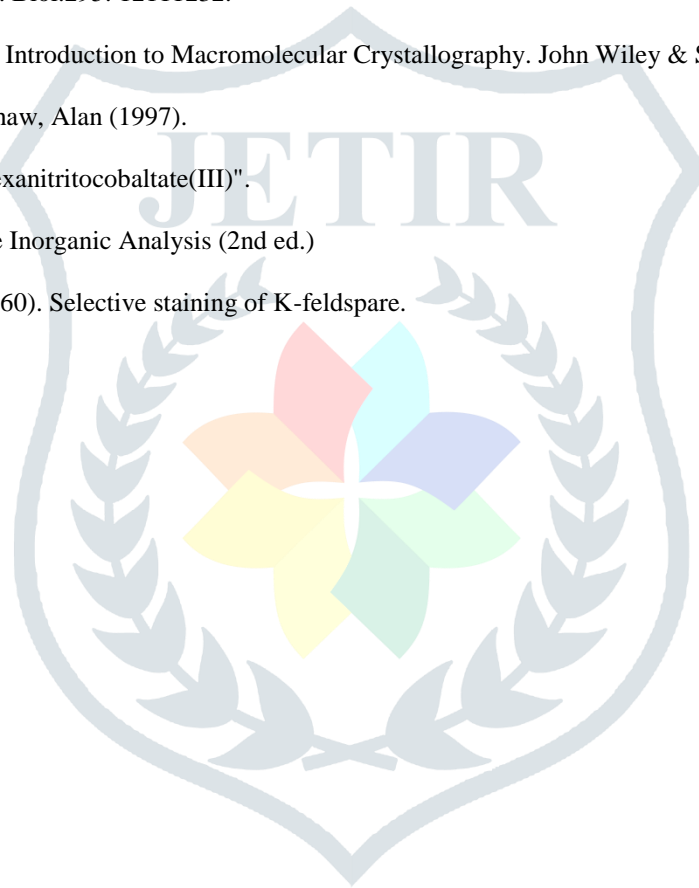 Introduction to Macromolecular Crystallography. John Wiley & S
haw, Alan (1997).
JETIR
exanitritocobaltate(III)".
e Inorganic Analysis (2nd ed.)
60). Selective staining of K-feldspare.